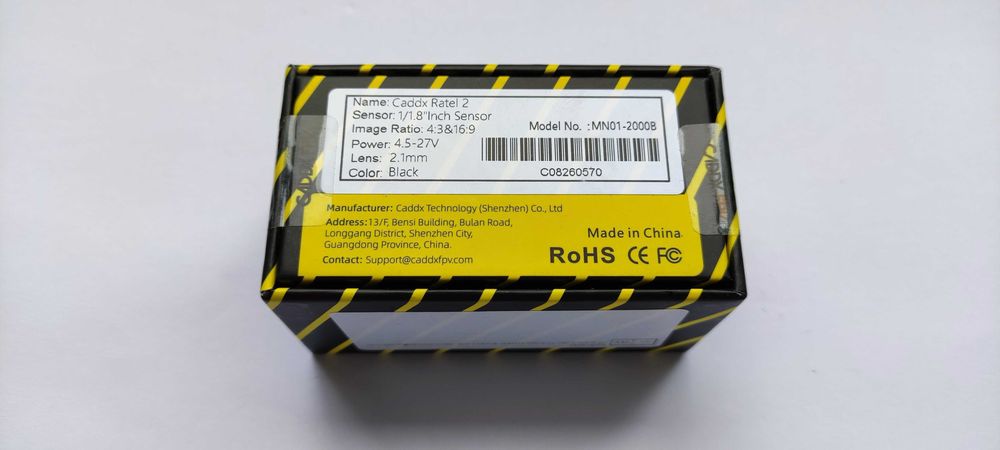 Name: Caddx Ratel 2
Sensor: 1/1.8"Inch Sensor
Image Ratio: 4:3&16:9
Power: 4.5-27V
Lens: 2.1mm
Color: Black
Model No. :MN01-2000B
C08260570
Manufacturer: Caddx Technology (Shenzhen) Co., Ltd
Address: 13/F, Bensi Building, Bulan Road,
Longgang District, Shenzhen City,
Guangdong Province, China.
Contact: Support@caddxfpv.com
Made in China
RoHS CE FC
CADDX